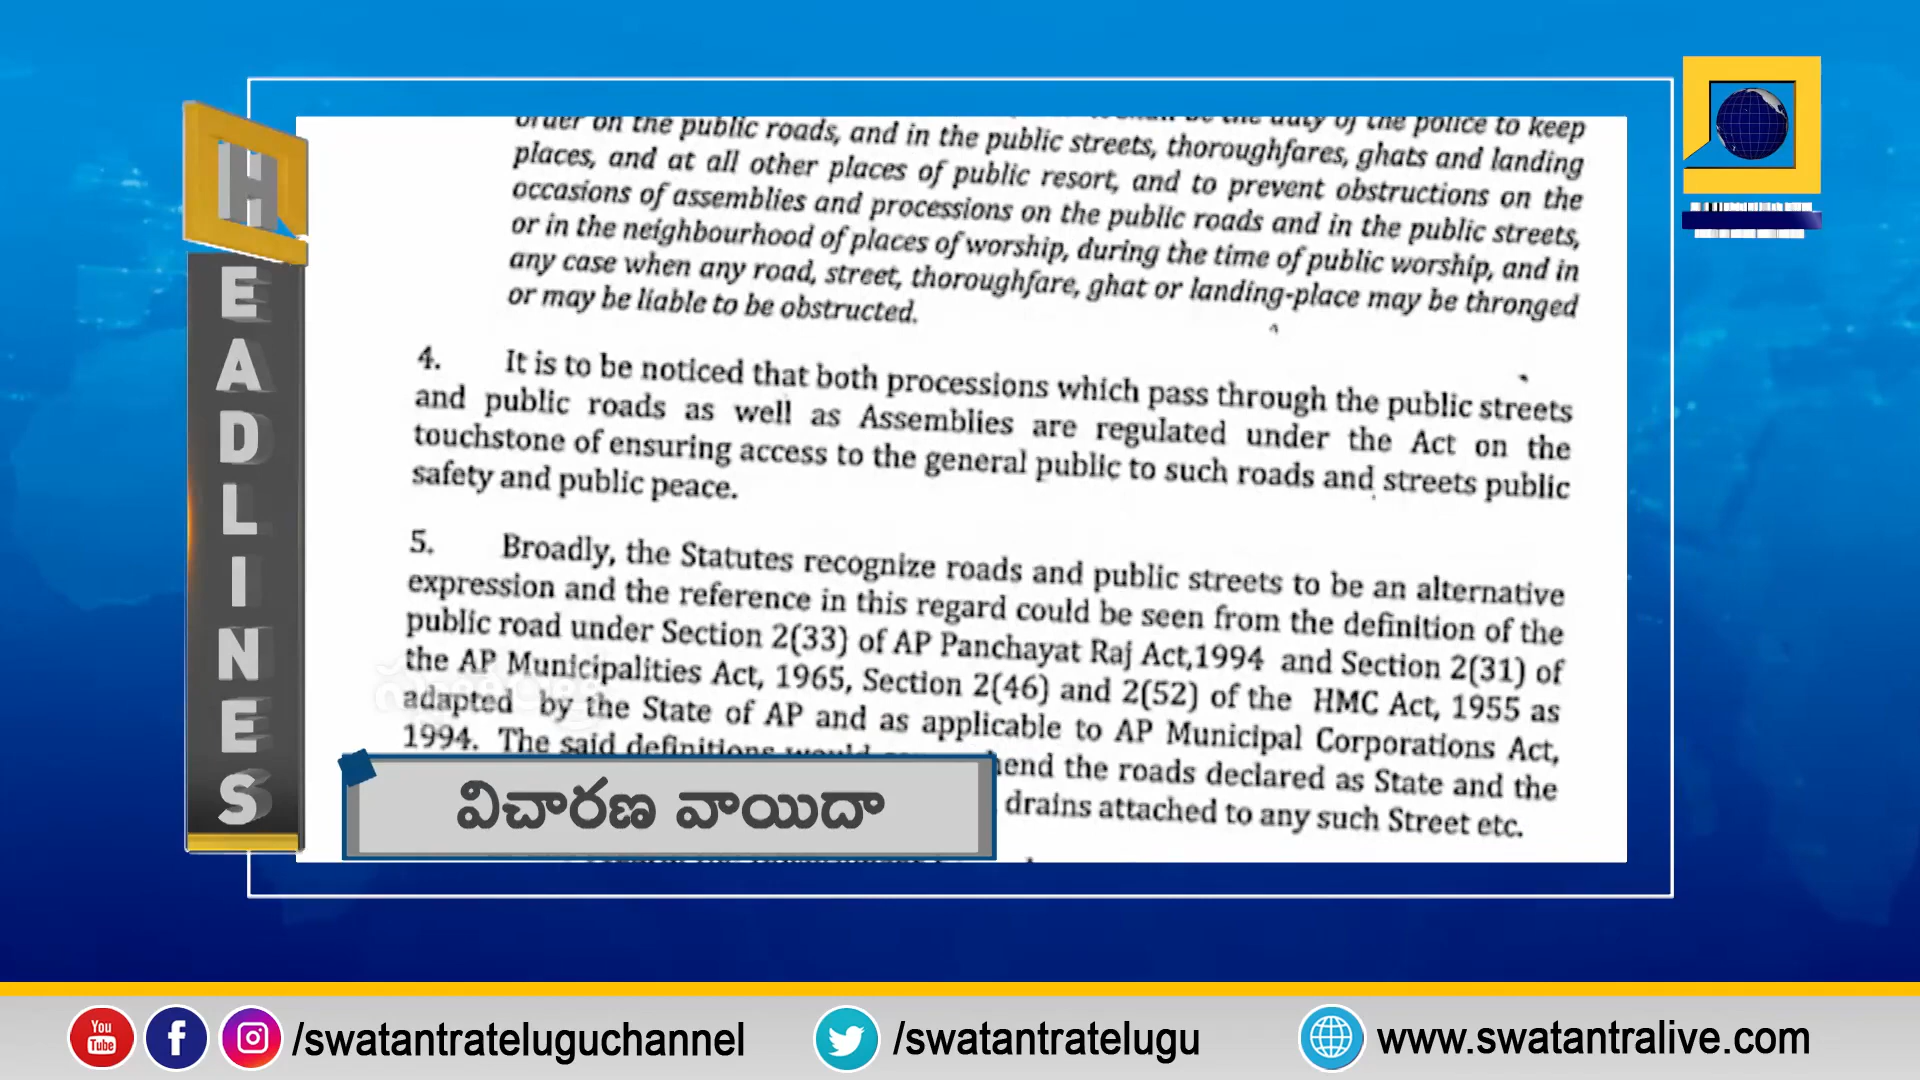 HEADLINES
order on the public roads, and in the public streets, thoroughfares, ghats and landing
places, and at all other places of public resort, and to prevent obstructions on the
occasions of assemblies and processions on the public roads and in the public streets,
or in the neighbourhood of places of worship, during the time of public worship, and in
any case when any road, street, thoroughfare, ghat or landing-place may be thronged
or may be liable to be obstructed.
4. It is to be noticed that both processions which pass through the public streets
and public roads as well as Assemblies are regulated under the Act on the
touchstone of ensuring access to the general public to such roads and streets public
safety and public peace.
5. Broadly, the Statutes recognize roads and public streets to be an alternative
expression and the reference in this regard could be seen from the definition of the
public road under Section 2(33) of AP Panchayat Raj Act,1994 and Section 2(31) of
the AP Municipalities Act, 1965, Section 2(46) and 2(52) of the HMC Act, 1955 as
adapted by the State of AP and as applicable to AP Municipal Corporations Act,
1994. The said definitions would the roads declared as State and the
drains attached to any such Street etc.
విచారణ వాయిదా
You Tube /swatantrateluguchannel /swatantratelugu www.swatantralive.com